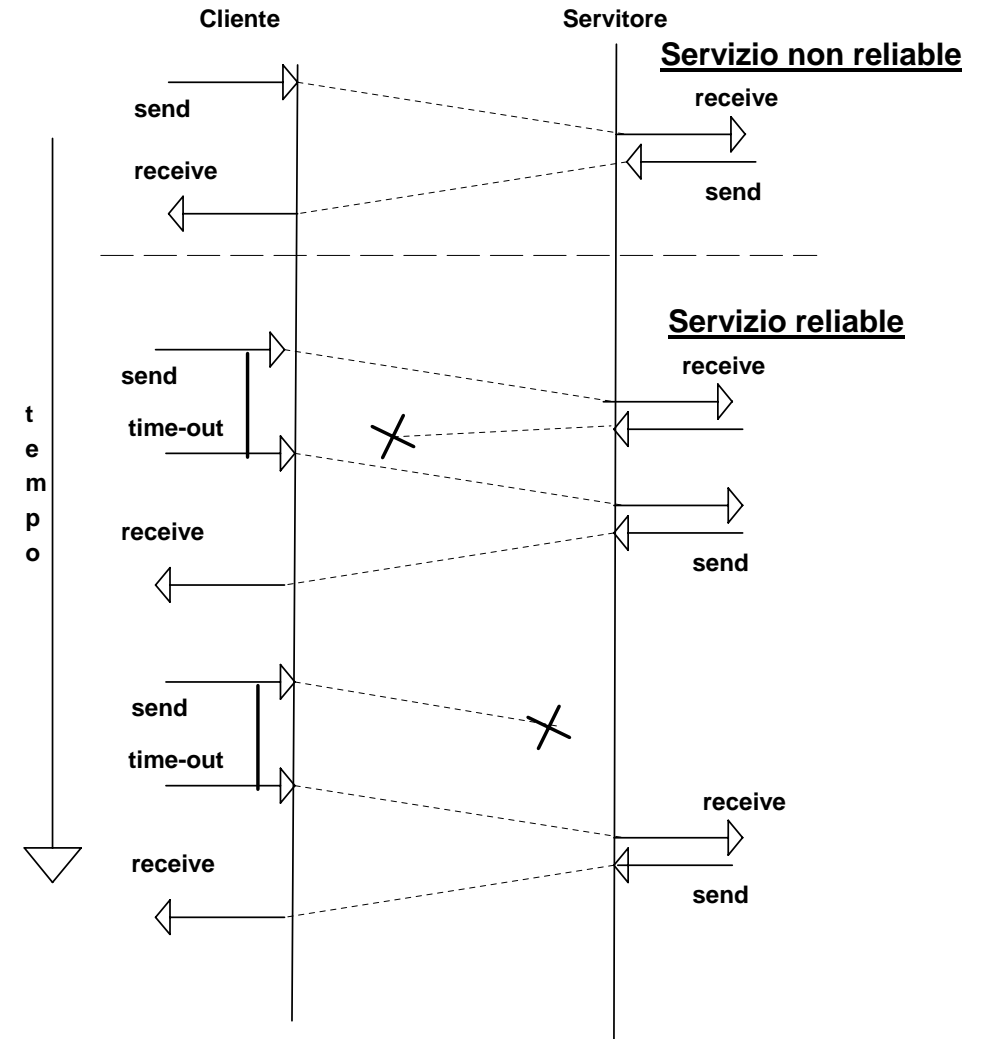 Cliente
Servitore
Servizio non reliable
receive
send
receive
send
Servizio reliable
receive
send
time-out
receive
send
send
time-out
receive
receive
send
tempo